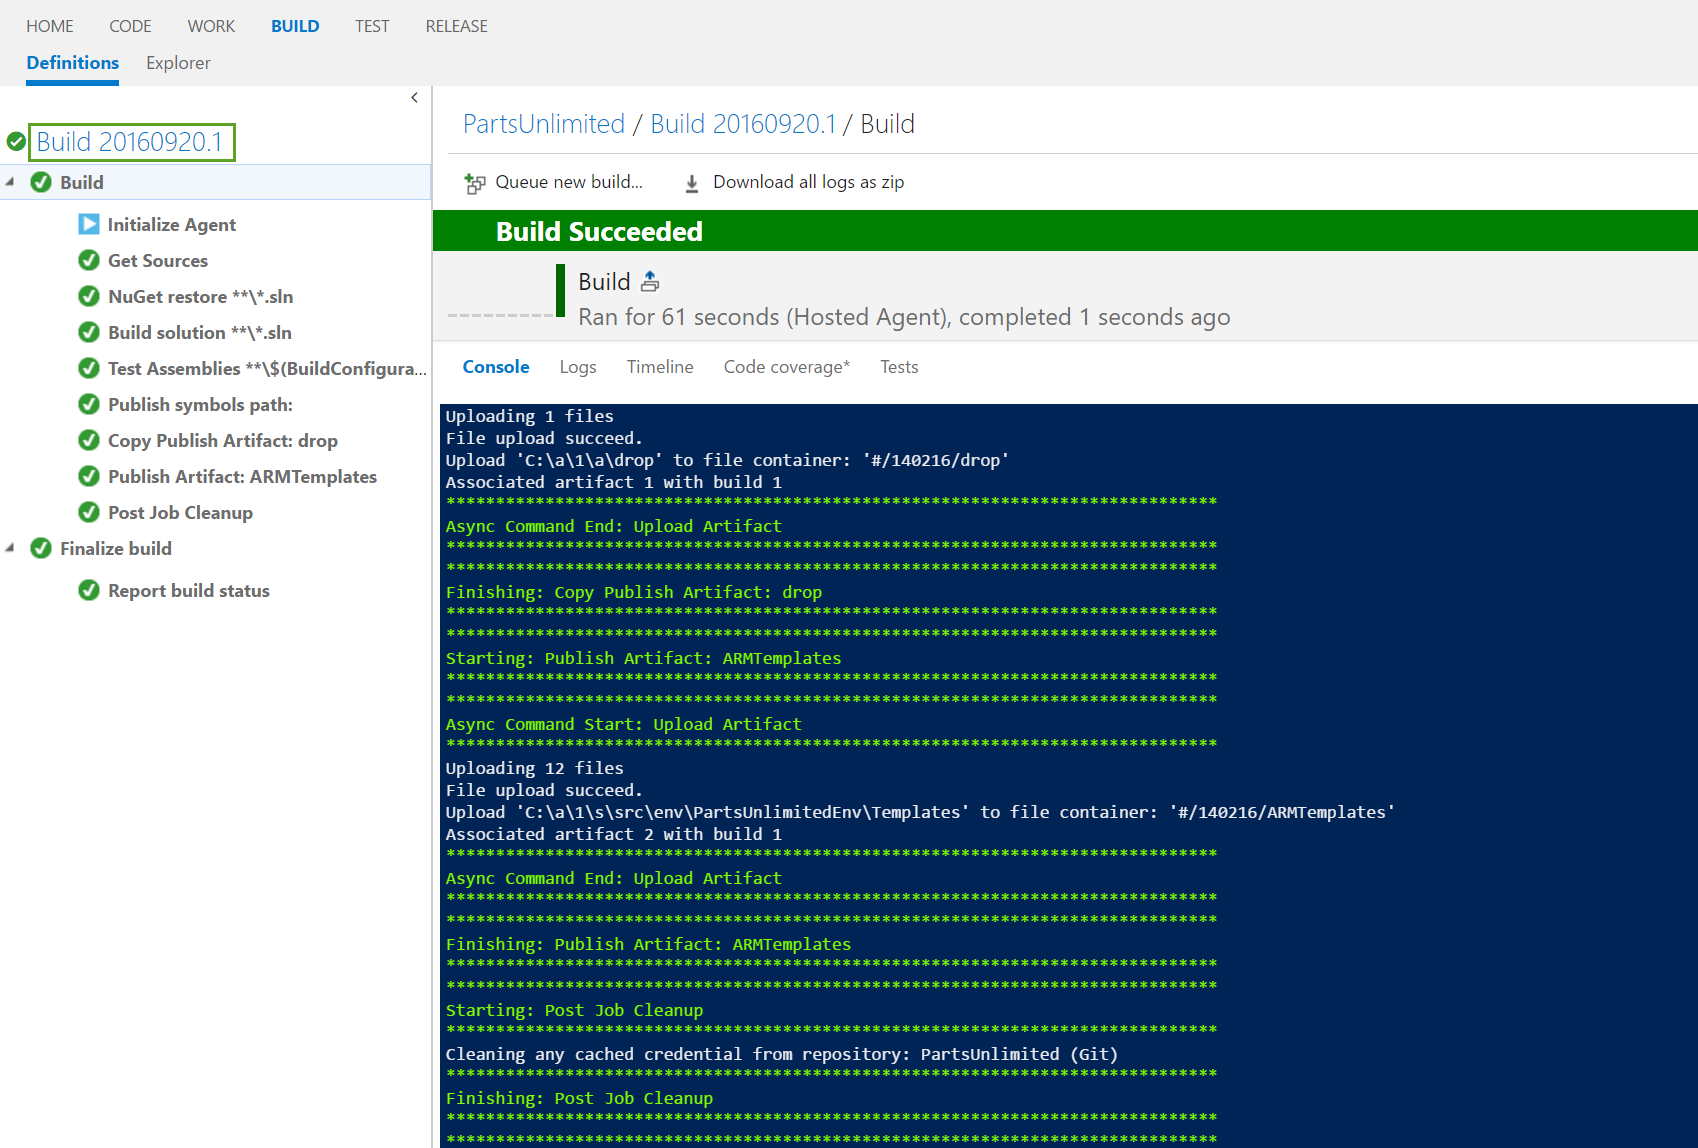 HOME CODE WORK BUILD TEST RELEASE
Definitions Explorer
Build 20160920.1
Build
Initialize Agent
Get Sources
NuGet restore **\*.sln
Build solution **\*.sln
Test Assemblies **\$(BuildConfigura...
Publish symbols path:
Copy Publish Artifact: drop
Publish Artifact: ARMTemplates
Post Job Cleanup
Finalize build
Report build status
PartsUnlimited / Build 20160920.1 / Build
Queue new build... Download all logs as zip
Build Succeeded
Build
Ran for 61 seconds (Hosted Agent), completed 1 seconds ago
Console Logs Timeline Code coverage* Tests
Uploading 1 files
File upload succeed.
Upload 'C:\a\1\a\drop' to file container: '#/140216/drop'
Associated artifact 1 with build 1
******************************************************************************
Async Command End: Upload Artifact
******************************************************************************
******************************************************************************
Finishing: Copy Publish Artifact: drop
******************************************************************************
******************************************************************************
Starting: Publish Artifact: ARMTemplates
******************************************************************************
******************************************************************************
Async Command Start: Upload Artifact
******************************************************************************
Uploading 12 files
File upload succeed.
Upload 'C:\a\1\s\src\env\PartsUnlimitedEnv\Templates' to file container: '#/140216/ARMTemplates'
Associated artifact 2 with build 1
******************************************************************************
Async Command End: Upload Artifact
******************************************************************************
******************************************************************************
Finishing: Publish Artifact: ARMTemplates
******************************************************************************
******************************************************************************
Starting: Post Job Cleanup
******************************************************************************
Cleaning any cached credential from repository: PartsUnlimited (Git)
******************************************************************************
Finishing: Post Job Cleanup
******************************************************************************
******************************************************************************